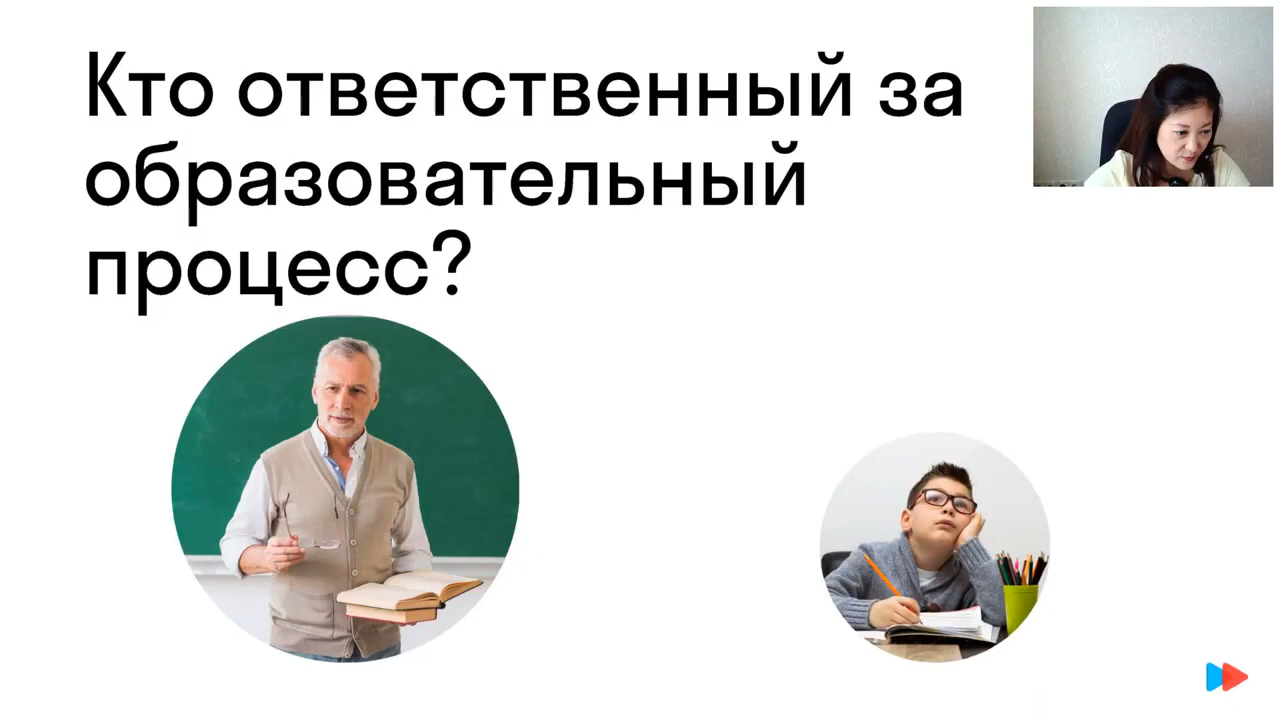 Кто ответственный за
образовательный
процесс?